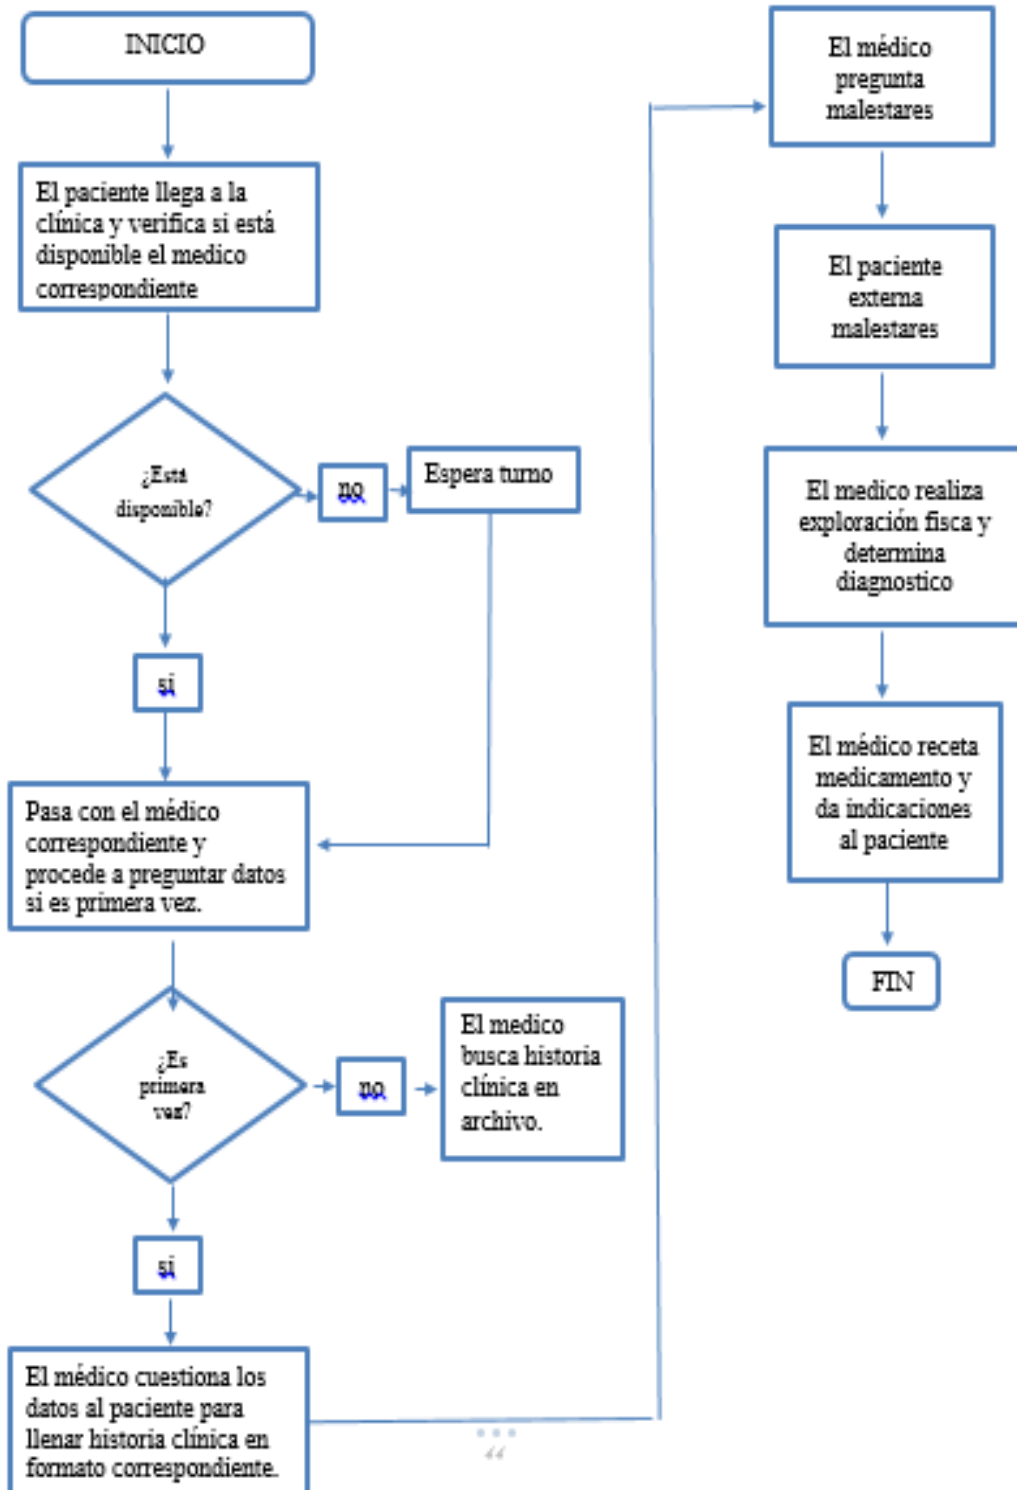 INICIO
El paciente llega a la
clínica y verifica si está
disponible el medico
correspondiente
¿Está
disponible?
no
Espera turno
si
Pasa con el médico
correspondiente y
procede a preguntar datos
si es primera vez.
¿Es
primera
vez?
no
El medico
busca historia
clínica en
archivo.
si
El médico cuestiona los
datos al paciente para
llenar historia clínica en
formato correspondiente.
El médico
pregunta
malestares
El paciente
externa
malestares
El medico realiza
exploración fisca y
determina
diagnostico
El médico receta
medicamento y
da indicaciones
al paciente
FIN
44